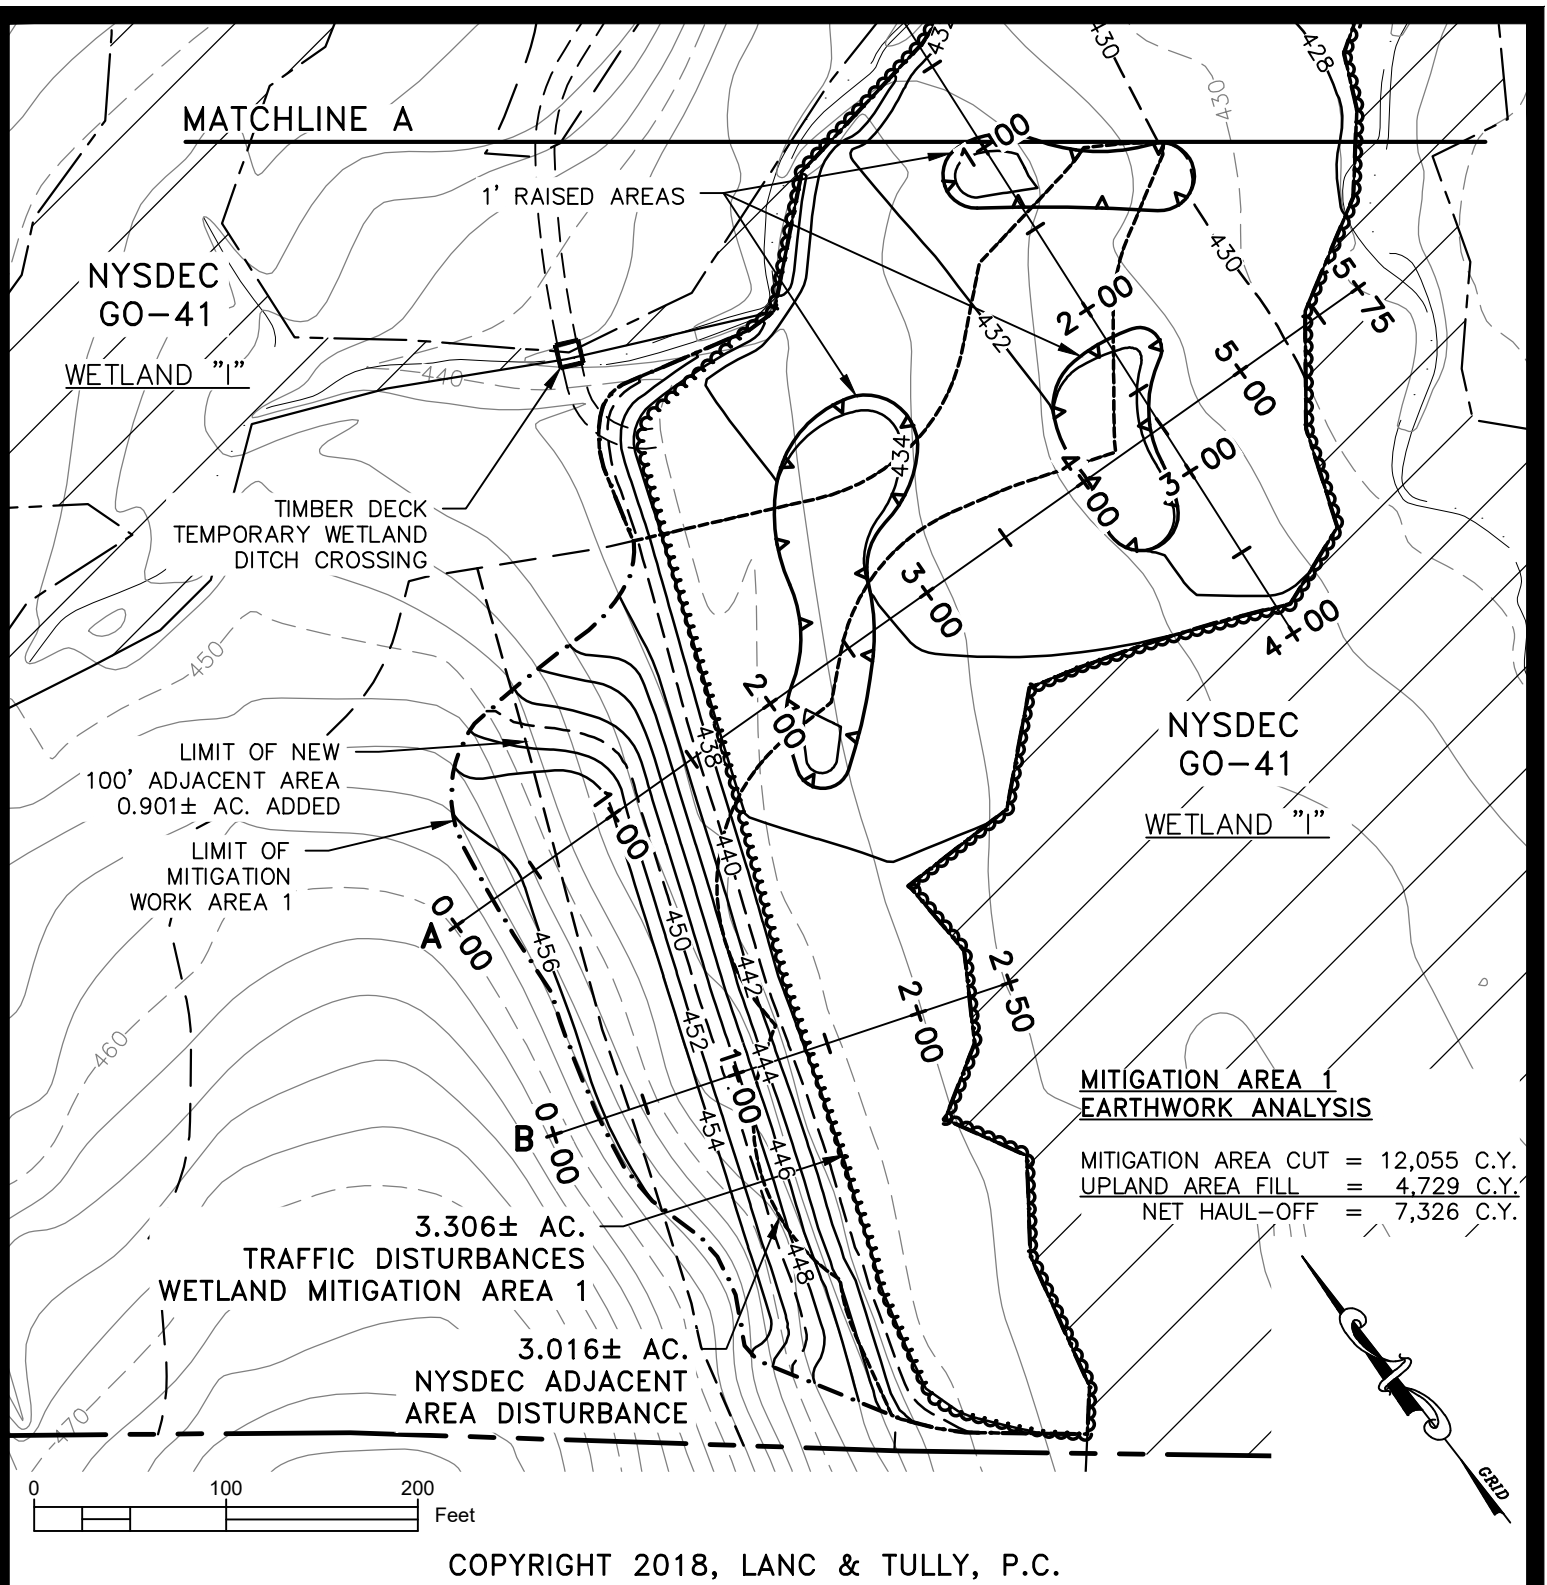 432
430
428
430
MATCHLINE A
1+00
1' RAISED AREAS
430
NYSDEC
GO-41
WETLAND "I"
2+00
5+75
432
440
5+00
434
4+00
3+00
TIMBER DECK
TEMPORARY WETLAND
DITCH CROSSING
3+00
4+00
450
2+00
NYSDEC
GO-41
WETLAND "I"
438
LIMIT OF NEW
100' ADJACENT AREA
0.901± AC. ADDED
1+00
LIMIT OF
MITIGATION
WORK AREA 1
440
0+00
A
456
450
442
2+50
2+00
460
452
444
1+00
454
446
B
0+00
MITIGATION AREA 1
EARTHWORK ANALYSIS
MITIGATION AREA CUT = 12,055 C.Y.
UPLAND AREA FILL = 4,729 C.Y.
NET HAUL-OFF = 7,326 C.Y.
3.306± AC.
TRAFFIC DISTURBANCES
WETLAND MITIGATION AREA 1
448
3.016± AC.
NYSDEC ADJACENT
AREA DISTURBANCE
470
GRID
0 100 200
Feet
COPYRIGHT 2018, LANC & TULLY, P.C.